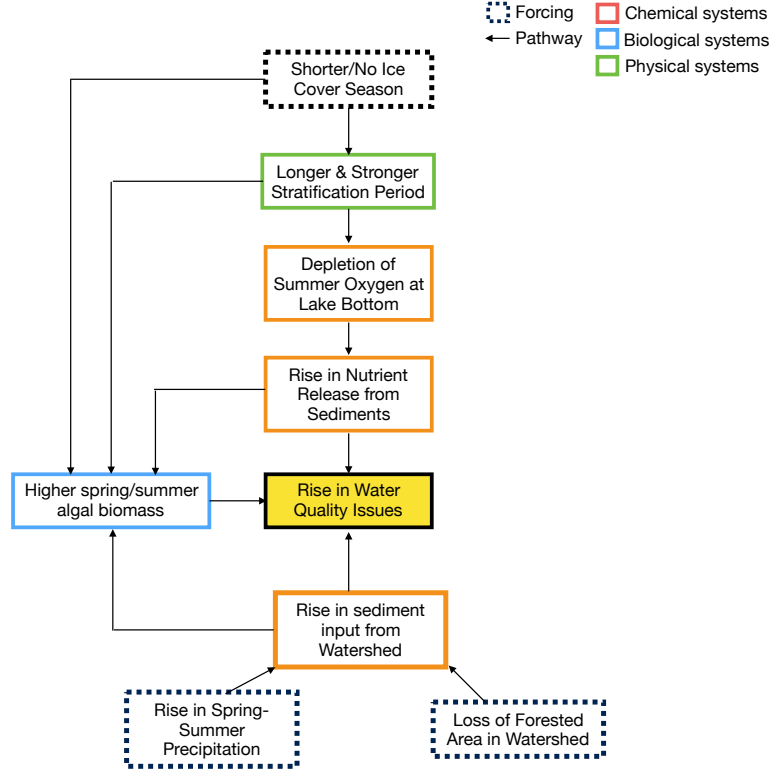 Forcing
Pathway
Chemical systems
Biological systems
Physical systems
Shorter/No Ice
Cover Season
Longer & Stronger
Stratification Period
Depletion of
Summer Oxygen at
Lake Bottom
Rise in Nutrient
Release from
Sediments
Higher spring/summer
algal biomass
Rise in Water
Quality Issues
Rise in sediment
input from
Watershed
Rise in Spring-
Summer
Precipitation
Loss of Forested
Area in Watershed